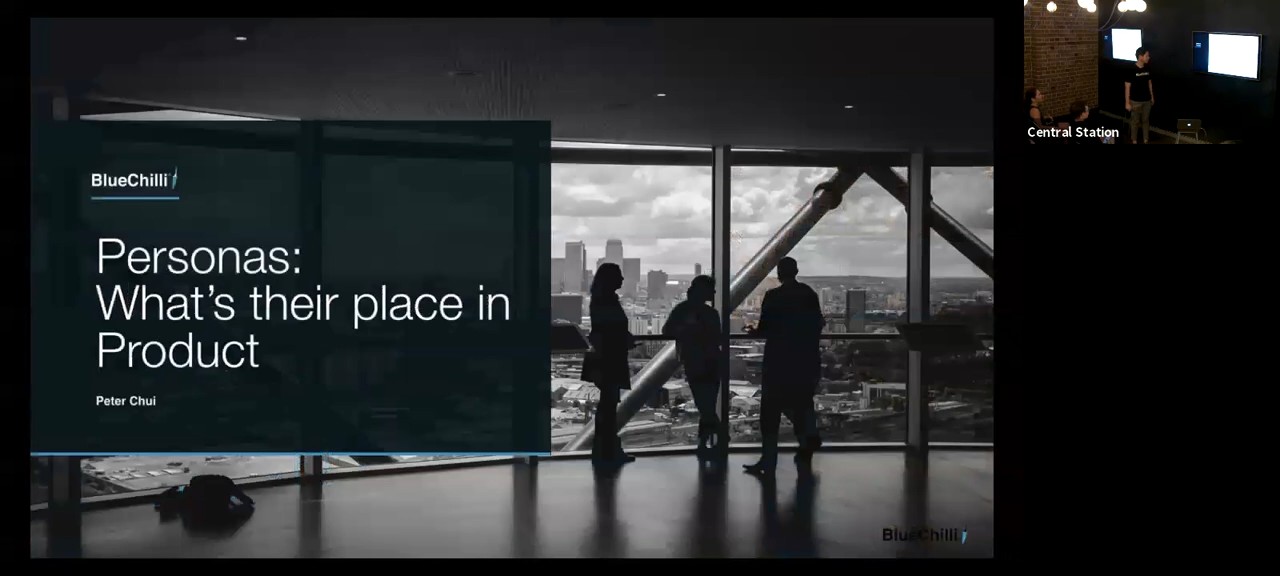 BlueChilli
Personas:
What's their place in
Product
Peter Chui
BlueChilli
Central Station